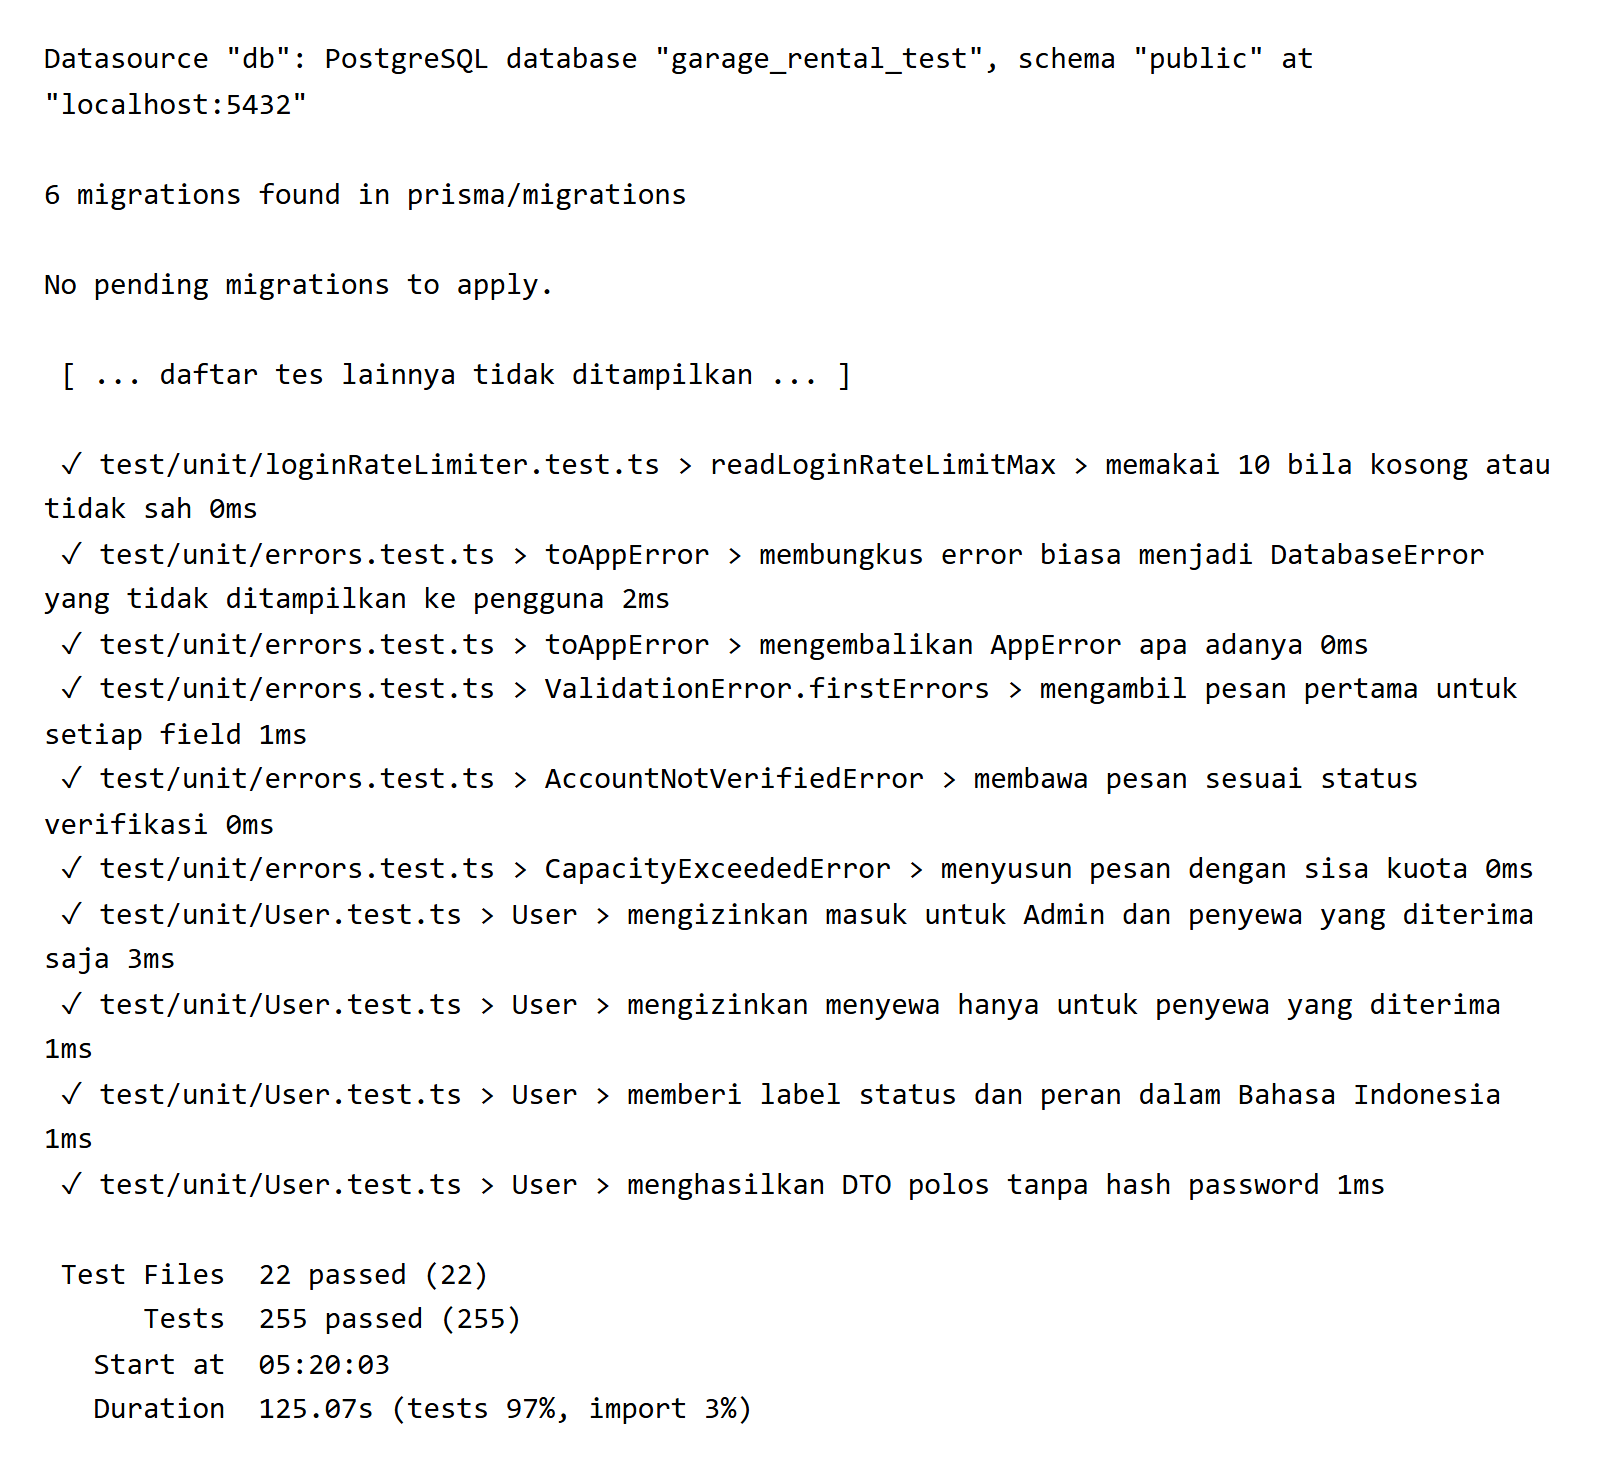 Datasource "db": PostgreSQL database "garage_rental_test", schema "public" at
"localhost:5432"
6 migrations found in prisma/migrations
No pending migrations to apply.
[ ... daftar tes lainnya tidak ditampilkan ... ]
✓ test/unit/loginRateLimiter.test.ts > readLoginRateLimitMax > memakai 10 bila kosong atau
tidak sah 0ms
✓ test/unit/errors.test.ts > toAppError > membungkus error biasa menjadi DatabaseError
yang tidak ditampilkan ke pengguna 2ms
✓ test/unit/errors.test.ts > toAppError > mengembalikan AppError apa adanya 0ms
✓ test/unit/errors.test.ts > ValidationError.firstErrors > mengambil pesan pertama untuk
setiap field 1ms
✓ test/unit/errors.test.ts > AccountNotVerifiedError > membawa pesan sesuai status
verifikasi 0ms
✓ test/unit/errors.test.ts > CapacityExceededError > menyusun pesan dengan sisa kuota 0ms
✓ test/unit/User.test.ts > User > mengizinkan masuk untuk Admin dan penyewa yang diterima
saja 3ms
✓ test/unit/User.test.ts > User > mengizinkan menyewa hanya untuk penyewa yang diterima
1ms
✓ test/unit/User.test.ts > User > memberi label status dan peran dalam Bahasa Indonesia
1ms
✓ test/unit/User.test.ts > User > menghasilkan DTO polos tanpa hash password 1ms
Test Files  22 passed (22)
Tests  255 passed (255)
Start at  05:20:03
Duration  125.07s (tests 97%, import 3%)